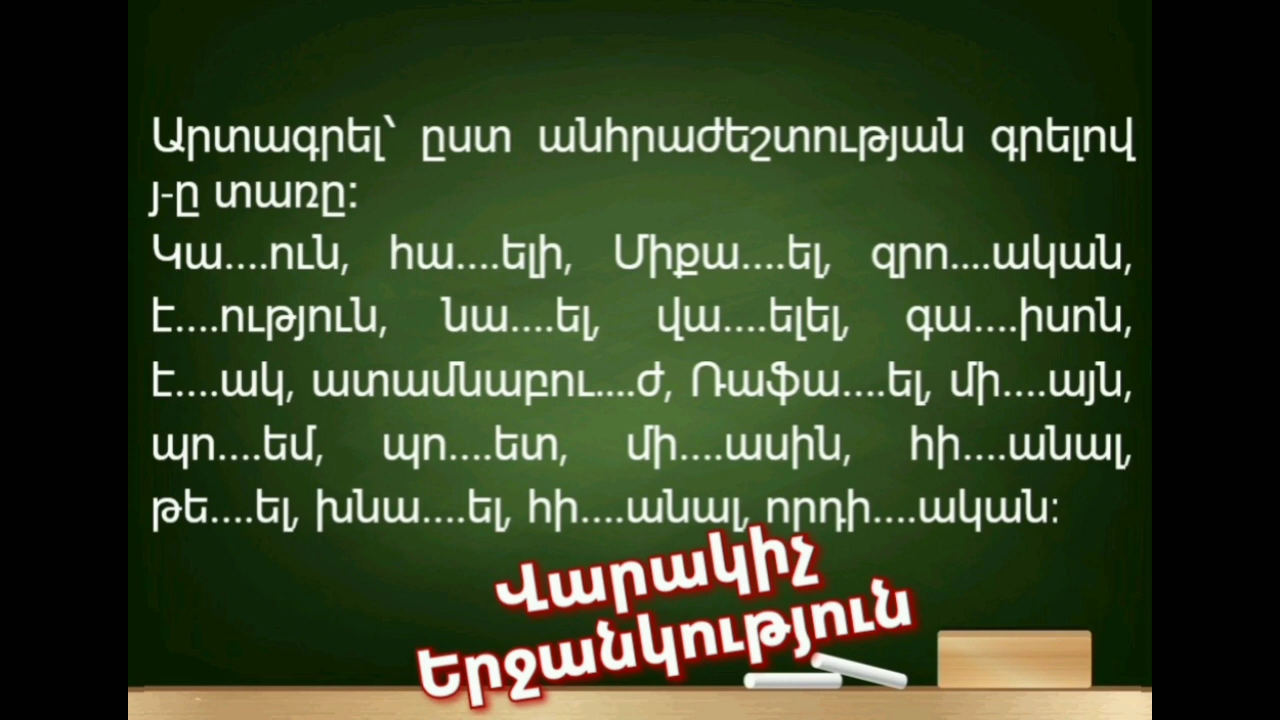 Արտագրել՝ ըստ անհրաժեշտության գրելով
յ-ը տառը:
Կա....ուն, հա....ելի, Միքա....ել, զրո....ական,
է....ություն, նա....ել, վա....ելել, գա....իսոն,
է....ակ, ատամնաբու....ժ, Ռաֆա....ել, մի....այն,
պո....եմ, պո....ետ, մի....ասին, հի....անալ,
թե....ել, խնա....ել, հի....անալ, որդի....ական:
Վարակիչ
Երջանկություն